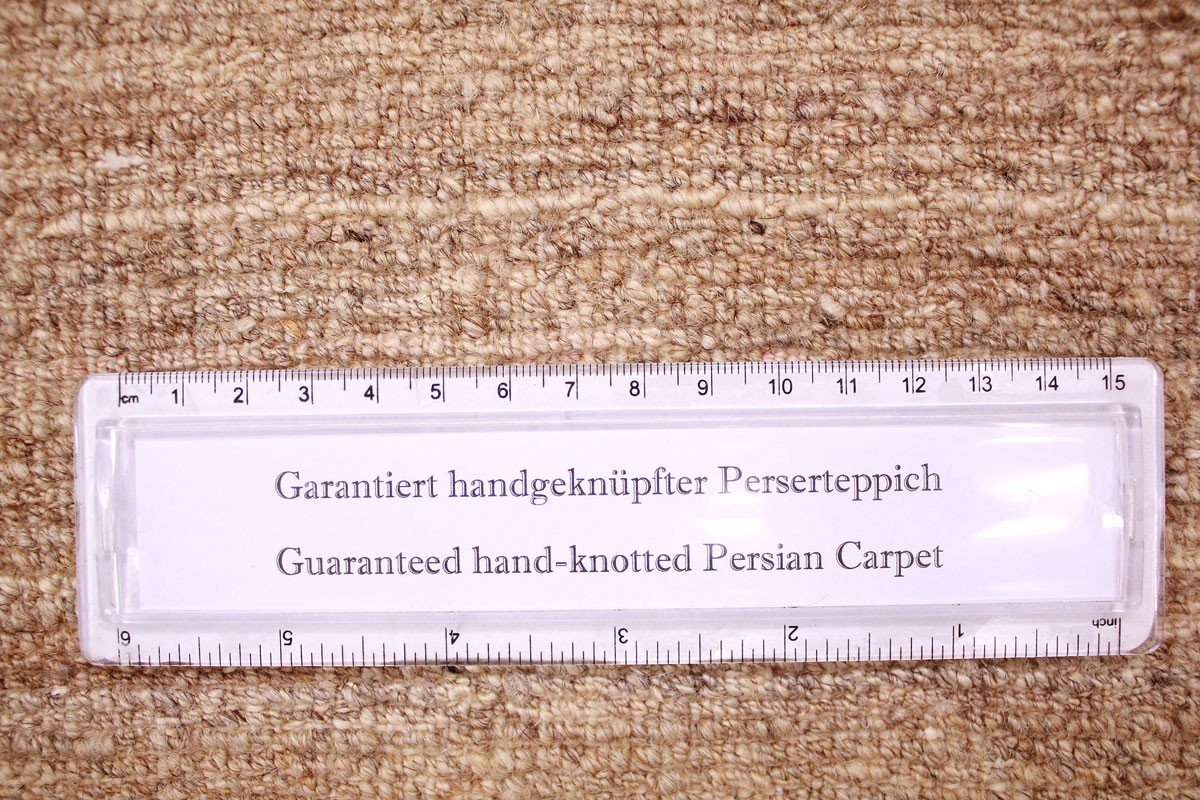 cm 1 2 3 4 5 6 7 8 9 10 11 12 13 14 15
Garantiert handgeknüpfter Perserteppich
Guaranteed hand-knotted Persian Carpet
6 5 4 3 2 1 inch